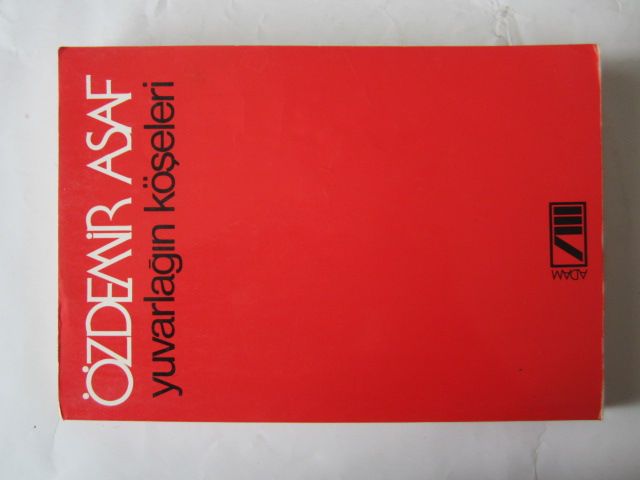 ÖZDEMİR ASAF
yuvarlağın köşeleri
ADAM